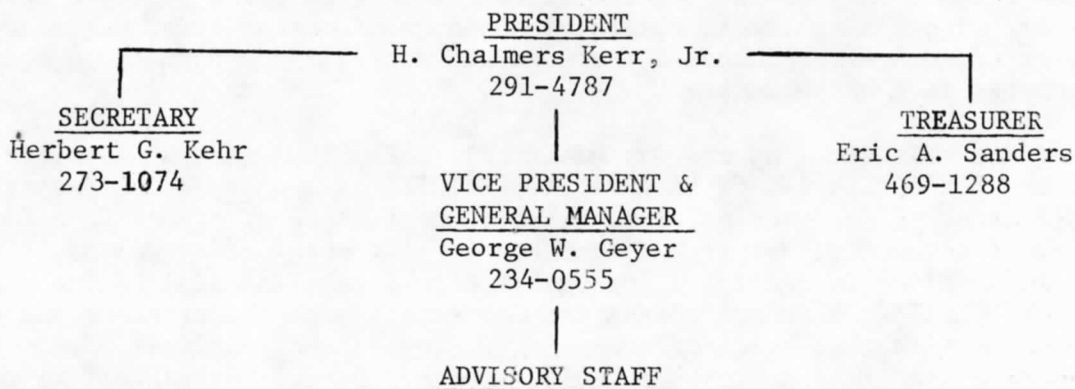 PRESIDENT
H. Chalmers Kerr, Jr.
291-4787
SECRETARY
Herbert G. Kehr
273-1074
TREASURER
Eric A. Sanders
469-1288
VICE PRESIDENT &
GENERAL MANAGER
George W. Geyer
234-0555
ADVISORY STAFF